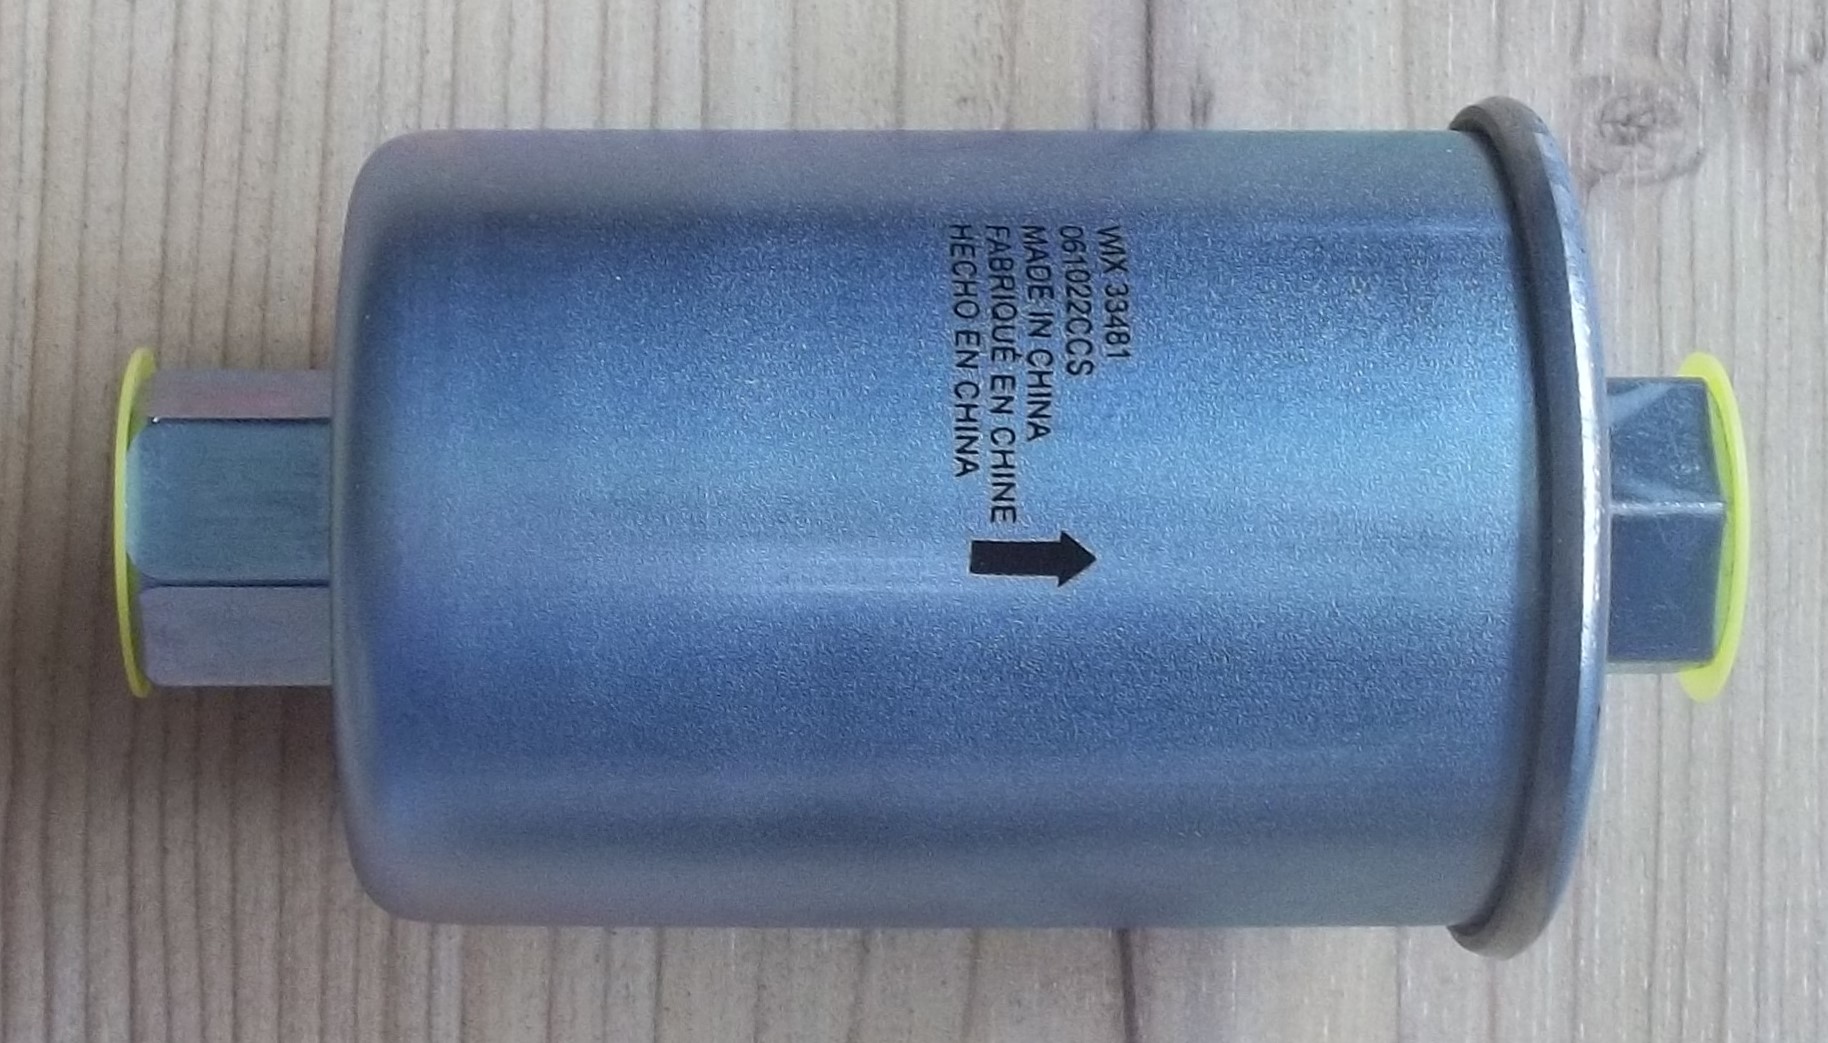 WIX 33481
061022CCS
MADE IN CHINA
FABRIQUÉ EN CHINE
HECHO EN CHINA